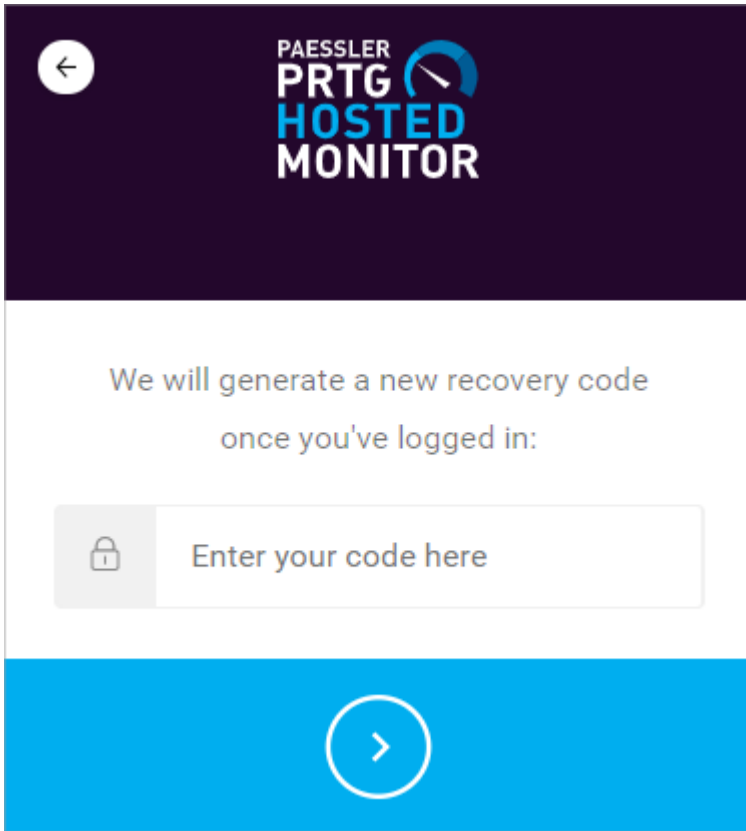 PAESSLER
PRTG
HOSTED
MONITOR
We will generate a new recovery code
once you've logged in:
Enter your code here